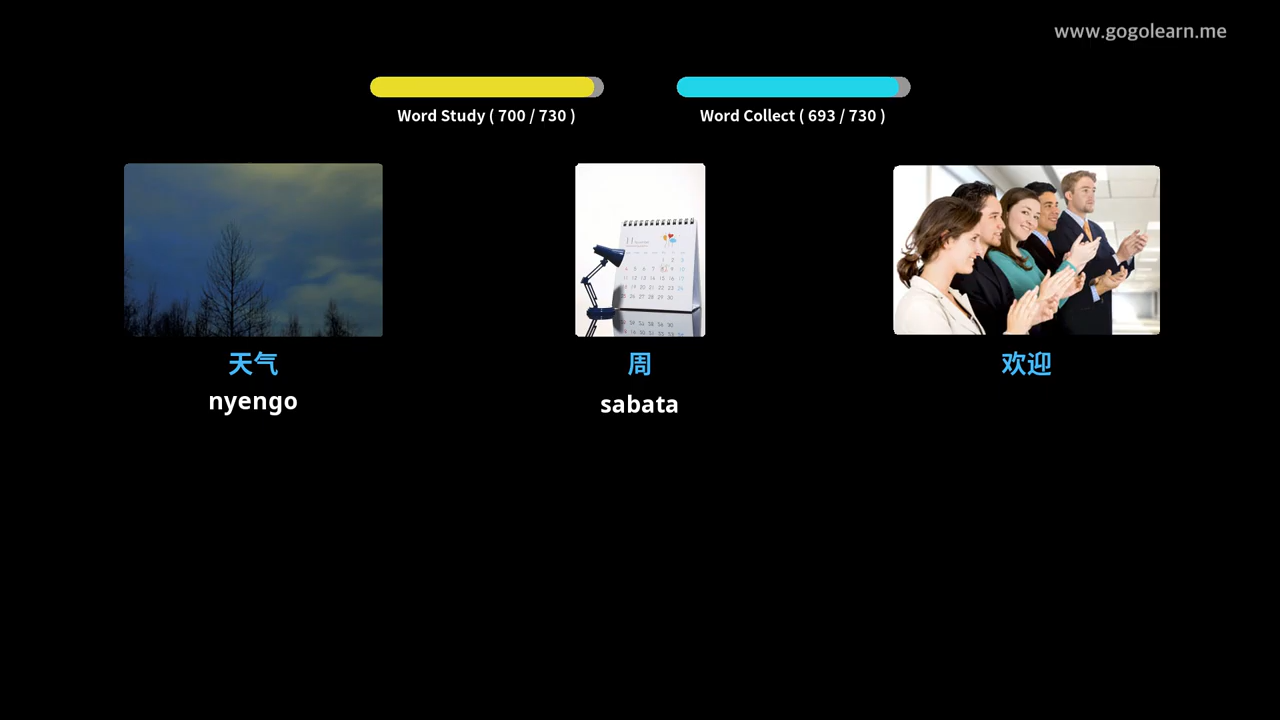 www.gogolearn.me
Word Study ( 700 / 730 )
Word Collect ( 693 / 730 )
天气
周
欢迎
nyengo
sabata